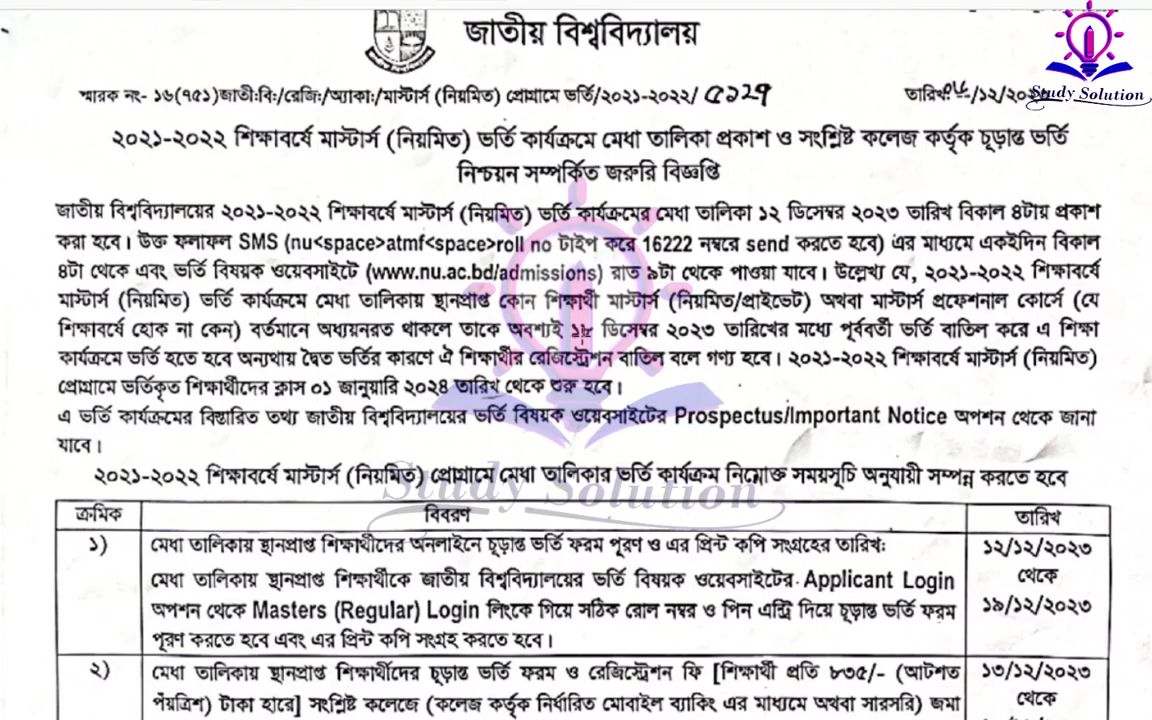 জাতীয় বিশ্ববিদ্যালয়
Study Solution
স্মারক নং- ১৬(৭৫১)জাতী:বি:/রেজি:/অ্যাকা:/মাস্টার্স (নিয়মিত) প্রোগ্রামে ভর্তি/২০২১-২০২২/ ৫১২৭
তারিখ: /১২/২০
২০২১-২০২২ শিক্ষাবর্ষে মাস্টার্স (নিয়মিত) ভর্তি কার্যক্রমে মেধা তালিকা প্রকাশ ও সংশ্লিষ্ট কলেজ কর্তৃক চূড়ান্ত ভর্তি
নিশ্চয়ন সম্পর্কিত জরুরি বিজ্ঞপ্তি
জাতীয় বিশ্ববিদ্যালয়ের ২০২১-২০২২ শিক্ষাবর্ষে মাস্টার্স (নিয়মিত) ভর্তি কার্যক্রমের মেধা তালিকা ১২ ডিসেম্বর ২০২৩ তারিখ বিকাল ৪টায় প্রকাশ
করা হবে। উক্ত ফলাফল SMS (nu<space>atmf<space>roll no টাইপ করে 16222 নম্বরে send করতে হবে) এর মাধ্যমে একইদিন বিকাল
৪টা থেকে এবং ভর্তি বিষয়ক ওয়েবসাইটে (www.nu.ac.bd/admissions) রাত ৯টা থেকে পাওয়া যাবে। উল্লেখ্য যে, ২০২১-২০২২ শিক্ষাবর্ষে
মাস্টার্স (নিয়মিত) ভর্তি কার্যক্রমে মেধা তালিকায় স্থানপ্রাপ্ত কোন শিক্ষার্থী মাস্টার্স (নিয়মিত/প্রাইভেট) অথবা মাস্টার্স প্রফেশনাল কোর্সে (যে
শিক্ষাবর্ষে হোক না কেন) বর্তমানে অধ্যয়নরত থাকলে তাকে অবশ্যই ১৮ ডিসেম্বর ২০২৩ তারিখের মধ্যে পূর্ববর্তী ভর্তি বাতিল করে এ শিক্ষা
কার্যক্রমে ভর্তি হতে হবে অন্যথায় দ্বৈত ভর্তির কারণে ঐ শিক্ষার্থীর রেজিস্ট্রেশন বাতিল বলে গণ্য হবে। ২০২১-২০২২ শিক্ষাবর্ষে মাস্টার্স (নিয়মিত)
প্রোগ্রামে ভর্তিকৃত শিক্ষার্থীদের ক্লাস ০১ জানুয়ারি ২০২৪ তারিখ থেকে শুরু হবে।
এ ভর্তি কার্যক্রমের বিস্তারিত তথ্য জাতীয় বিশ্ববিদ্যালয়ের ভর্তি বিষয়ক ওয়েবসাইটের Prospectus/Important Notice অপশন থেকে জানা
যাবে।
২০২১-২০২২ শিক্ষাবর্ষে মাস্টার্স (নিয়মিত) প্রোগ্রামে মেধা তালিকার ভর্তি কার্যক্রম নিম্নোক্ত সময়সূচি অনুযায়ী সম্পন্ন করতে হবে
Study Solution
ক্রমিক বিবরণ তারিখ
১) মেধা তালিকায় স্থানপ্রাপ্ত শিক্ষার্থীদের অনলাইনে চূড়ান্ত ভর্তি ফরম পূরণ ও এর প্রিন্ট কপি সংগ্রহের তারিখ: ১২/১২/২০২৩
মেধা তালিকায় স্থানপ্রাপ্ত শিক্ষার্থীকে জাতীয় বিশ্ববিদ্যালয়ের ভর্তি বিষয়ক ওয়েবসাইটের Applicant Login থেকে
অপশন থেকে Masters (Regular) Login লিংকে গিয়ে সঠিক রোল নম্বর ও পিন এন্ট্রি দিয়ে চূড়ান্ত ভর্তি ফরম ১৯/১২/২০২৩
পূরণ করতে হবে এবং এর প্রিন্ট কপি সংগ্রহ করতে হবে।
২) মেধা তালিকায় স্থানপ্রাপ্ত শিক্ষার্থীদের চূড়ান্ত ভর্তি ফরম ও রেজিস্ট্রেশন ফি [শিক্ষার্থী প্রতি ৮৩৫/- (আটশত ১৩/১২/২০২৩
পঁয়ত্রিশ) টাকা হারে] সংশ্লিষ্ট কলেজে (কলেজ কর্তৃক নির্ধারিত মোবাইল ব্যাকিং এর মাধ্যমে অথবা সারসরি) জমা থেকে